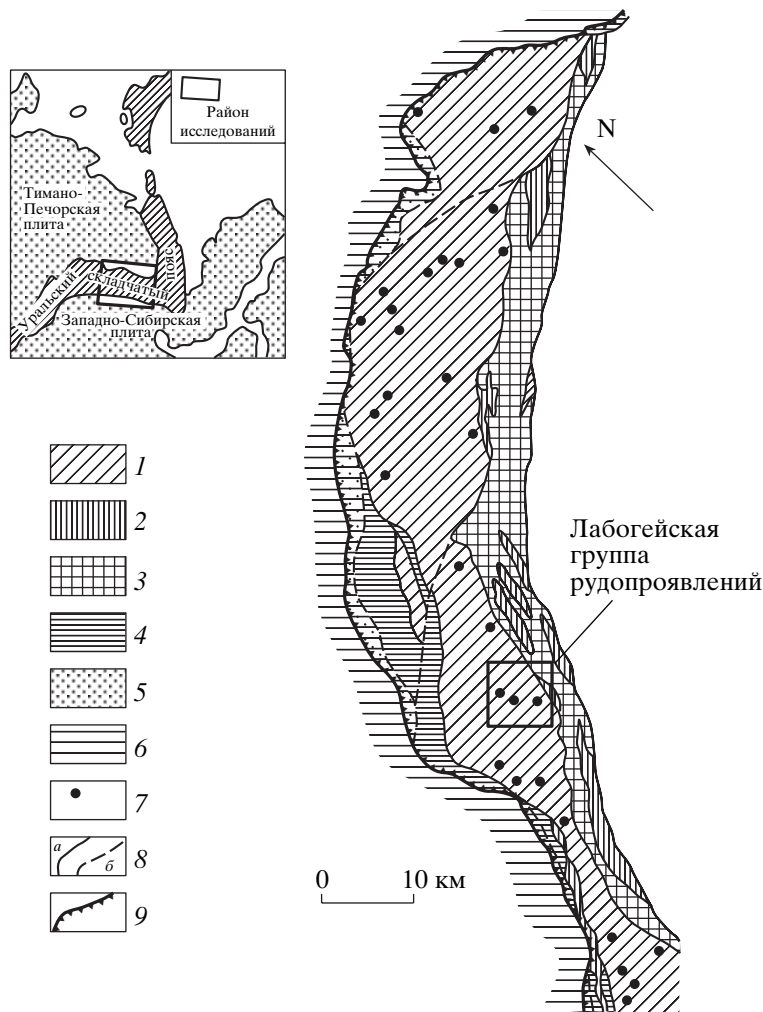 Район
исследований
Тимано-
Печорская
плита
Уральский
складчатый
пояс
Западно-Сибирская
плита
N
1
2
3
4
5
6
7
а
б
8
9
Лабогейская
группа
рудопроявлений
0
10 км